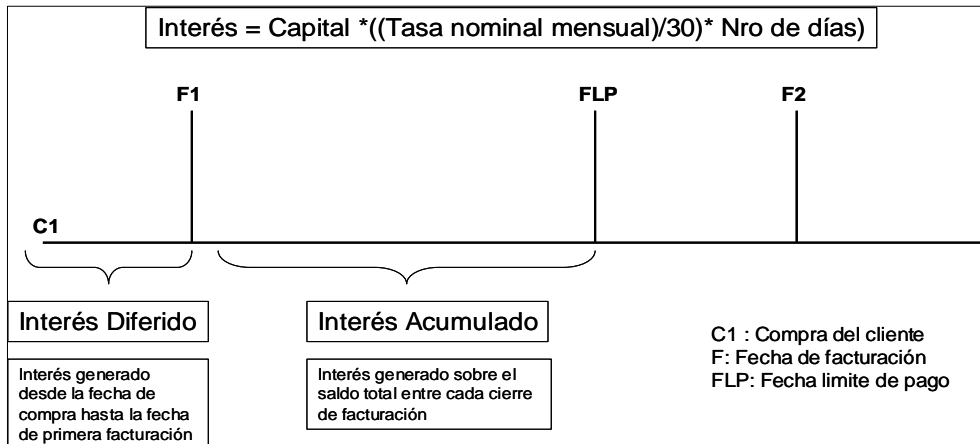 Interés = Capital *((Tasa nominal mensual)/30)* Nro de días)
F1
FLP
F2
C1
Interés Diferido
Interés generado
desde la fecha de
compra hasta la fecha
de primera facturación
Interés Acumulado
Interés generado sobre el
saldo total entre cada cierre
de facturación
C1 : Compra del cliente
F: Fecha de facturación
FLP: Fecha limite de pago